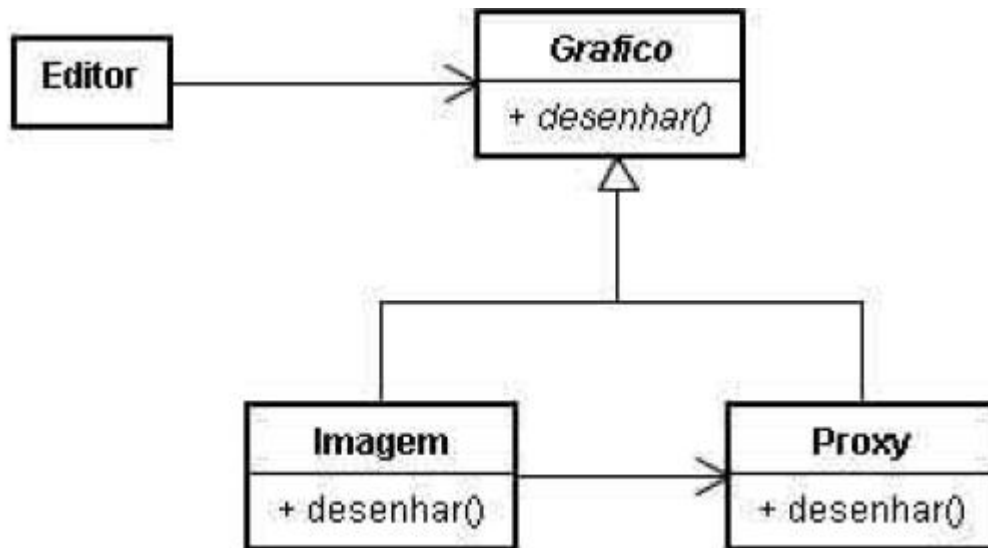 Editor
Grafico
+ desenhar()
Imagem
+ desenhar()
Proxy
+ desenhar()